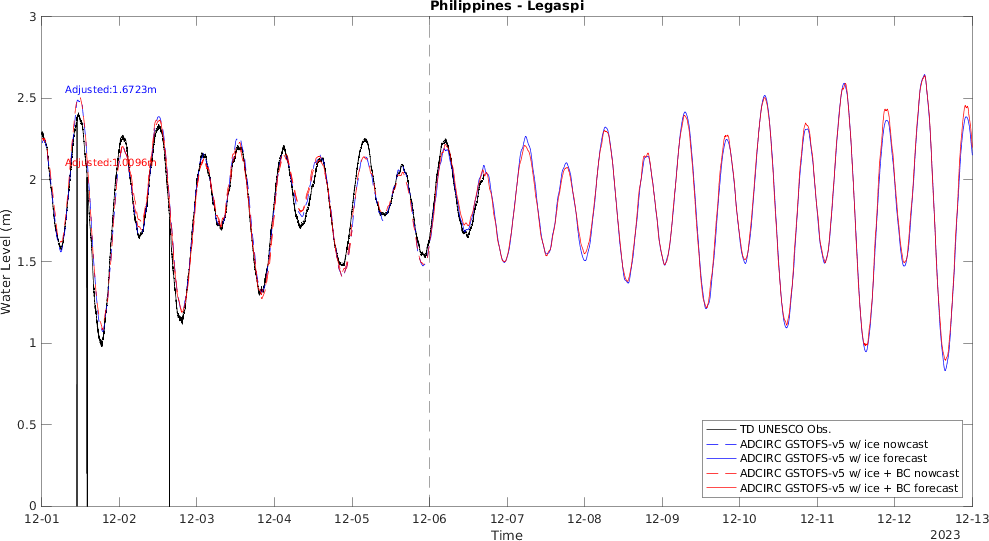 Philippines - Legaspi
3
2.5
2
1.5
1
0.5
0
Water Level (m)
Adjusted:1.6723m
Adjusted:1.0096m
TD UNESCO Obs.
ADCIRC GSTOFS-v5 w/ ice nowcast
ADCIRC GSTOFS-v5 w/ ice forecast
ADCIRC GSTOFS-v5 w/ ice + BC nowcast
ADCIRC GSTOFS-v5 w/ ice + BC forecast
12-01 12-02 12-03 12-04 12-05 12-06 12-07 12-08 12-09 12-10 12-11 12-12 12-13
Time
2023